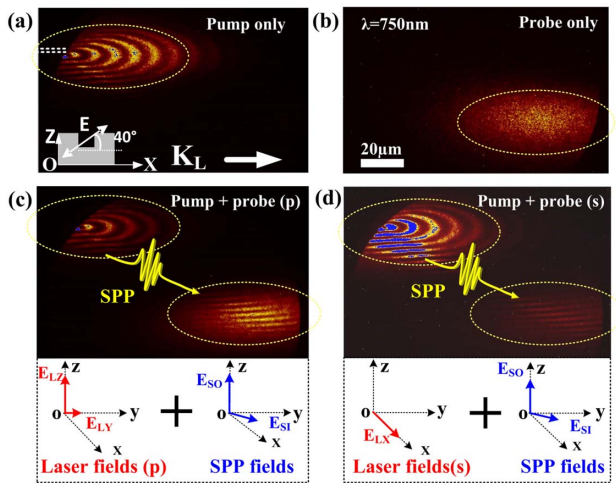 (a)
Pump only
Z
E
40°
O
X
K_L
(b)
λ=750nm
Probe only
20μm
(c)
Pump + probe (p)
SPP
z
E_LZ
o
E_LY
y
x
E_SO
z
o
E_SI
y
x
Laser fields (p)
+
SPP fields
(d)
Pump + probe (s)
SPP
z
o
y
E_LX
x
E_SO
z
o
E_SI
y
x
Laser fields(s)
+
SPP fields